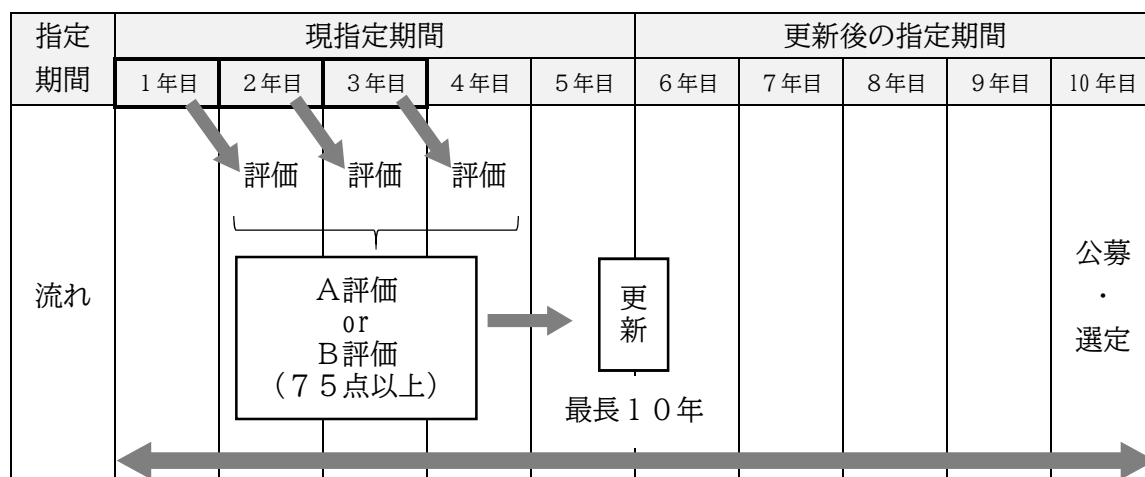 指定
期間
現指定期間
更新後の指定期間
1年目
2年目
3年目
4年目
5年目
6年目
7年目
8年目
9年目
10年目
流れ
評価
評価
評価
Ａ評価
or
Ｂ評価
（７５点以上）
更
新
最長１０年
公募
・
選定